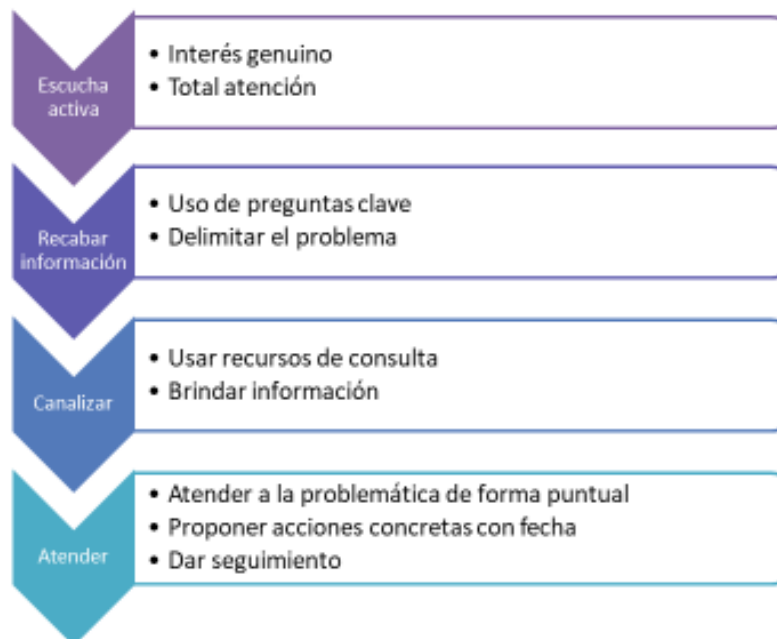 Escucha
activa
• Interés genuino
• Total atención
Recabar
información
• Uso de preguntas clave
• Delimitar el problema
Canalizar
• Usar recursos de consulta
• Brindar información
Atender
• Atender a la problemática de forma puntual
• Proponer acciones concretas con fecha
• Dar seguimiento